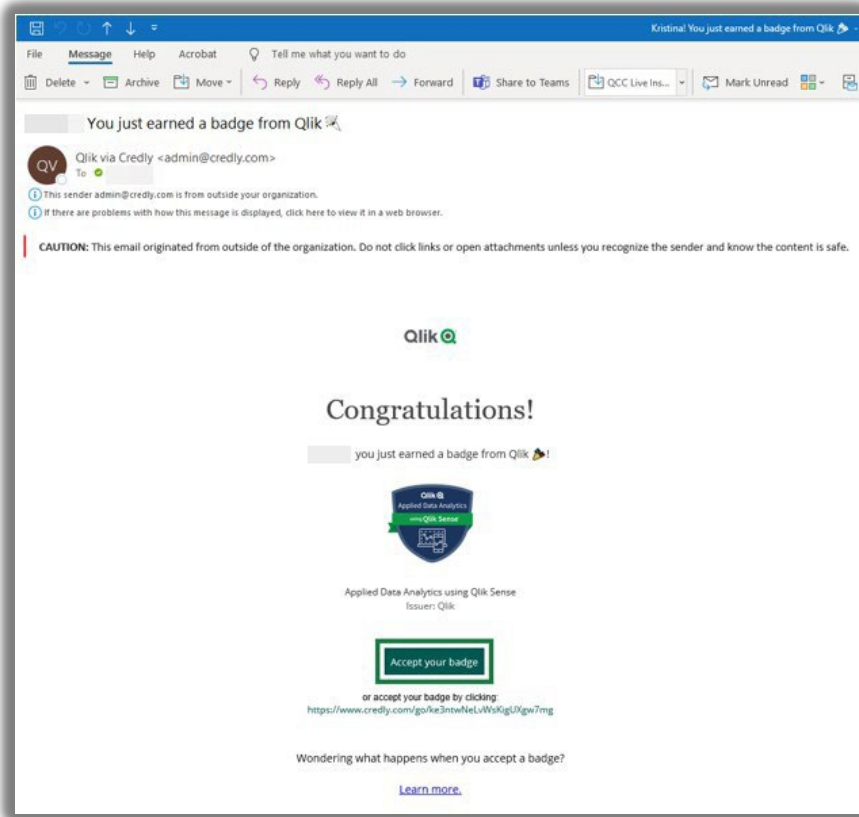 Kristina! You just earned a badge from Qlik
File Message Help Acrobat Tell me what you want to do
Delete Archive Move Reply Reply All Forward Share to Teams QCC Live Ins... Mark Unread
You just earned a badge from Qlik
QV
Qlik via Credly <admin@credly.com>
To
This sender admin@credly.com is from outside your organization.
If there are problems with how this message is displayed, click here to view it in a web browser.
CAUTION: This email originated from outside of the organization. Do not click links or open attachments unless you recognize the sender and know the content is safe.
Qlik
Congratulations!
you just earned a badge from Qlik !
Qlik
Applied Data Analytics
using Qlik Sense
Applied Data Analytics using Qlik Sense
Issuer: Qlik
Accept your badge
or accept your badge by clicking:
https://www.credly.com/go/ke3ntwNeLvWsKigUXgw7mg
Wondering what happens when you accept a badge?
Learn more.